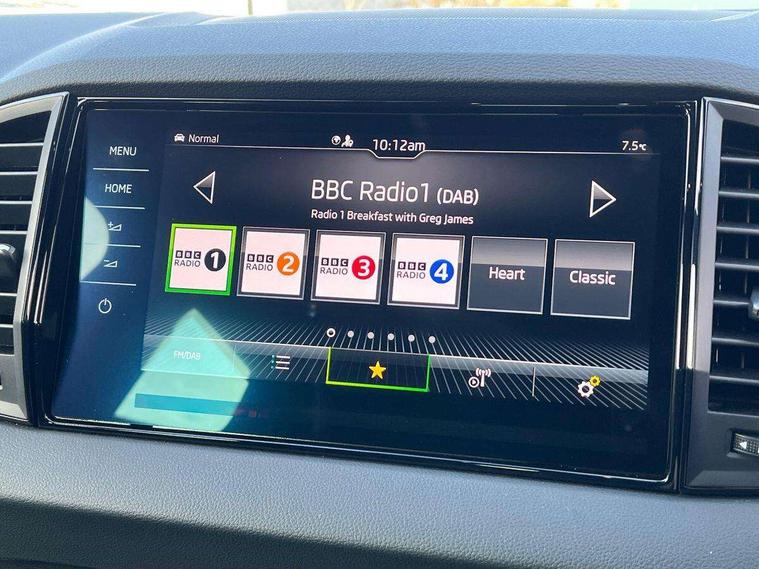 Normal
10:12am
7.5°C
MENU
HOME
BBC Radio1 (DAB)
Radio 1 Breakfast with Greg James
BBC RADIO 1
BBC RADIO 2
BBC RADIO 3
BBC RADIO 4
Heart
Classic
FM/DAB